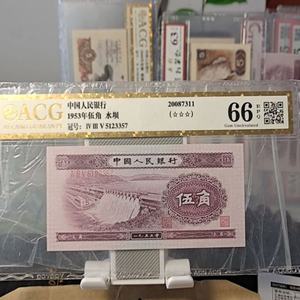 ACG
中国人民银行
1953年伍角 水坝
冠号: IV III V 5123357
20087311
(☆☆☆)
66 EPQ
Gem Uncirculated
中国人民银行
伍角
一九五三年